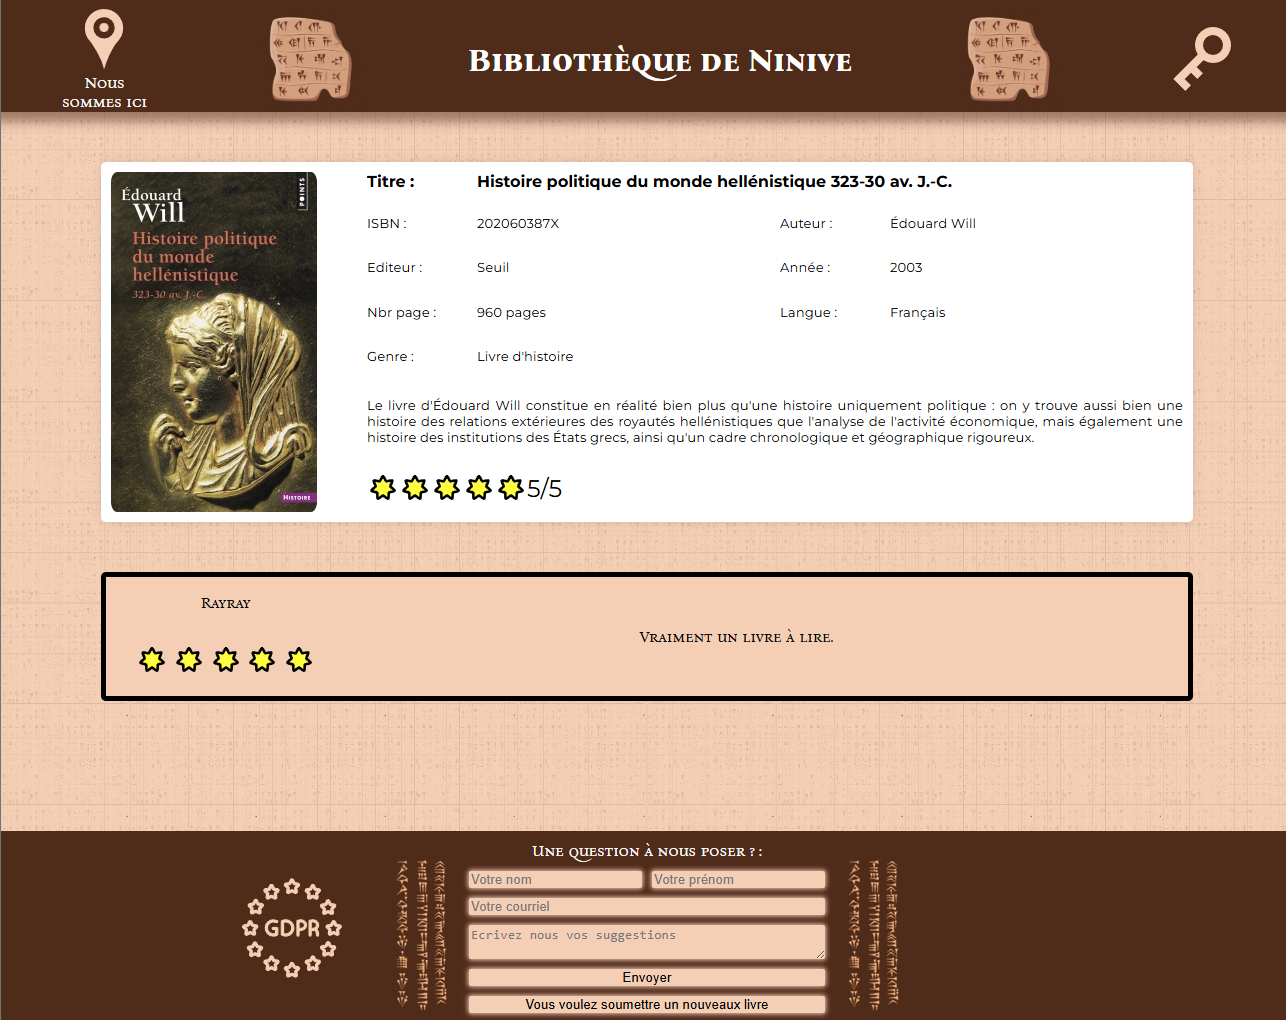 Nous
sommes ici
Bibliothèque de Ninive
Édouard
Will
POINTS
Histoire politique
du monde
hellénistique
323-30 av. J.-C.
Histoire
Titre : Histoire politique du monde hellénistique 323-30 av. J.-C.
ISBN : 202060387X Auteur : Édouard Will
Editeur : Seuil Année : 2003
Nbr page : 960 pages Langue : Français
Genre : Livre d'histoire
Le livre d'Édouard Will constitue en réalité bien plus qu'une histoire uniquement politique : on y trouve aussi bien une
histoire des relations extérieures des royautés hellénistiques que l'analyse de l'activité économique, mais également une
histoire des institutions des États grecs, ainsi qu'un cadre chronologique et géographique rigoureux.
5/5
Rayray
Vraiment un livre à lire.
Une question à nous poser ? :
Votre nom Votre prénom
Votre courriel
Ecrivez nous vos suggestions
Envoyer
Vous voulez soumettre un nouveaux livre
GDPR